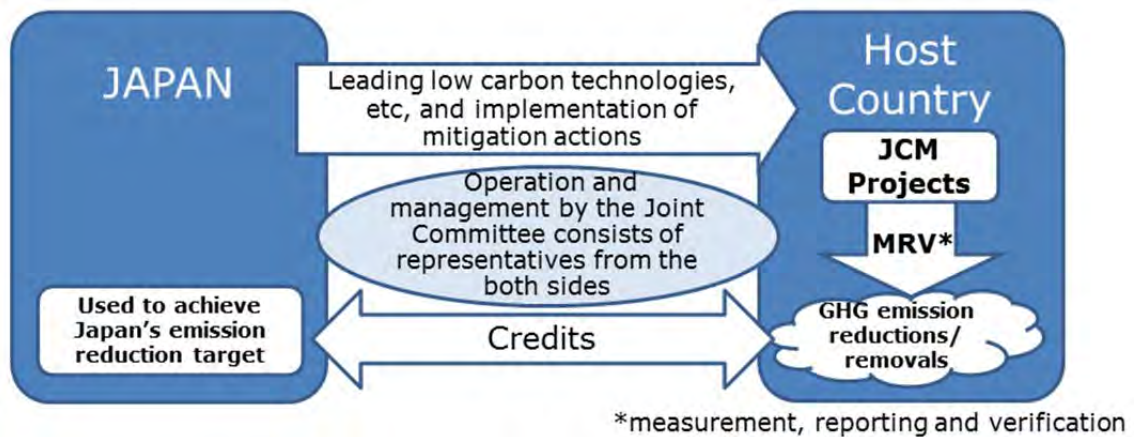 JAPAN
Leading low carbon technologies,
etc, and implementation of
mitigation actions
Host
Country
JCM
Projects
Operation and
management by the Joint
Committee consists of
representatives from the
both sides
MRV*
Used to achieve
Japan's emission
reduction target
Credits
GHG emission
reductions/
removals
*measurement, reporting and verification